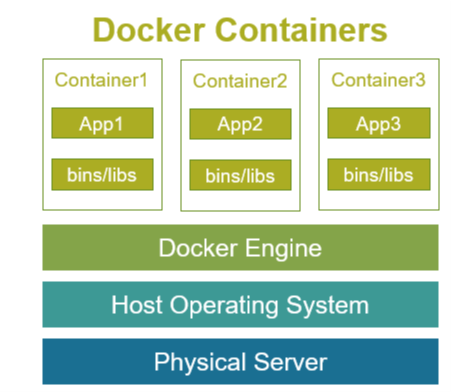 Docker Containers
Container1 Container2 Container3
App1 App2 App3
bins/libs bins/libs bins/libs
Docker Engine
Host Operating System
Physical Server